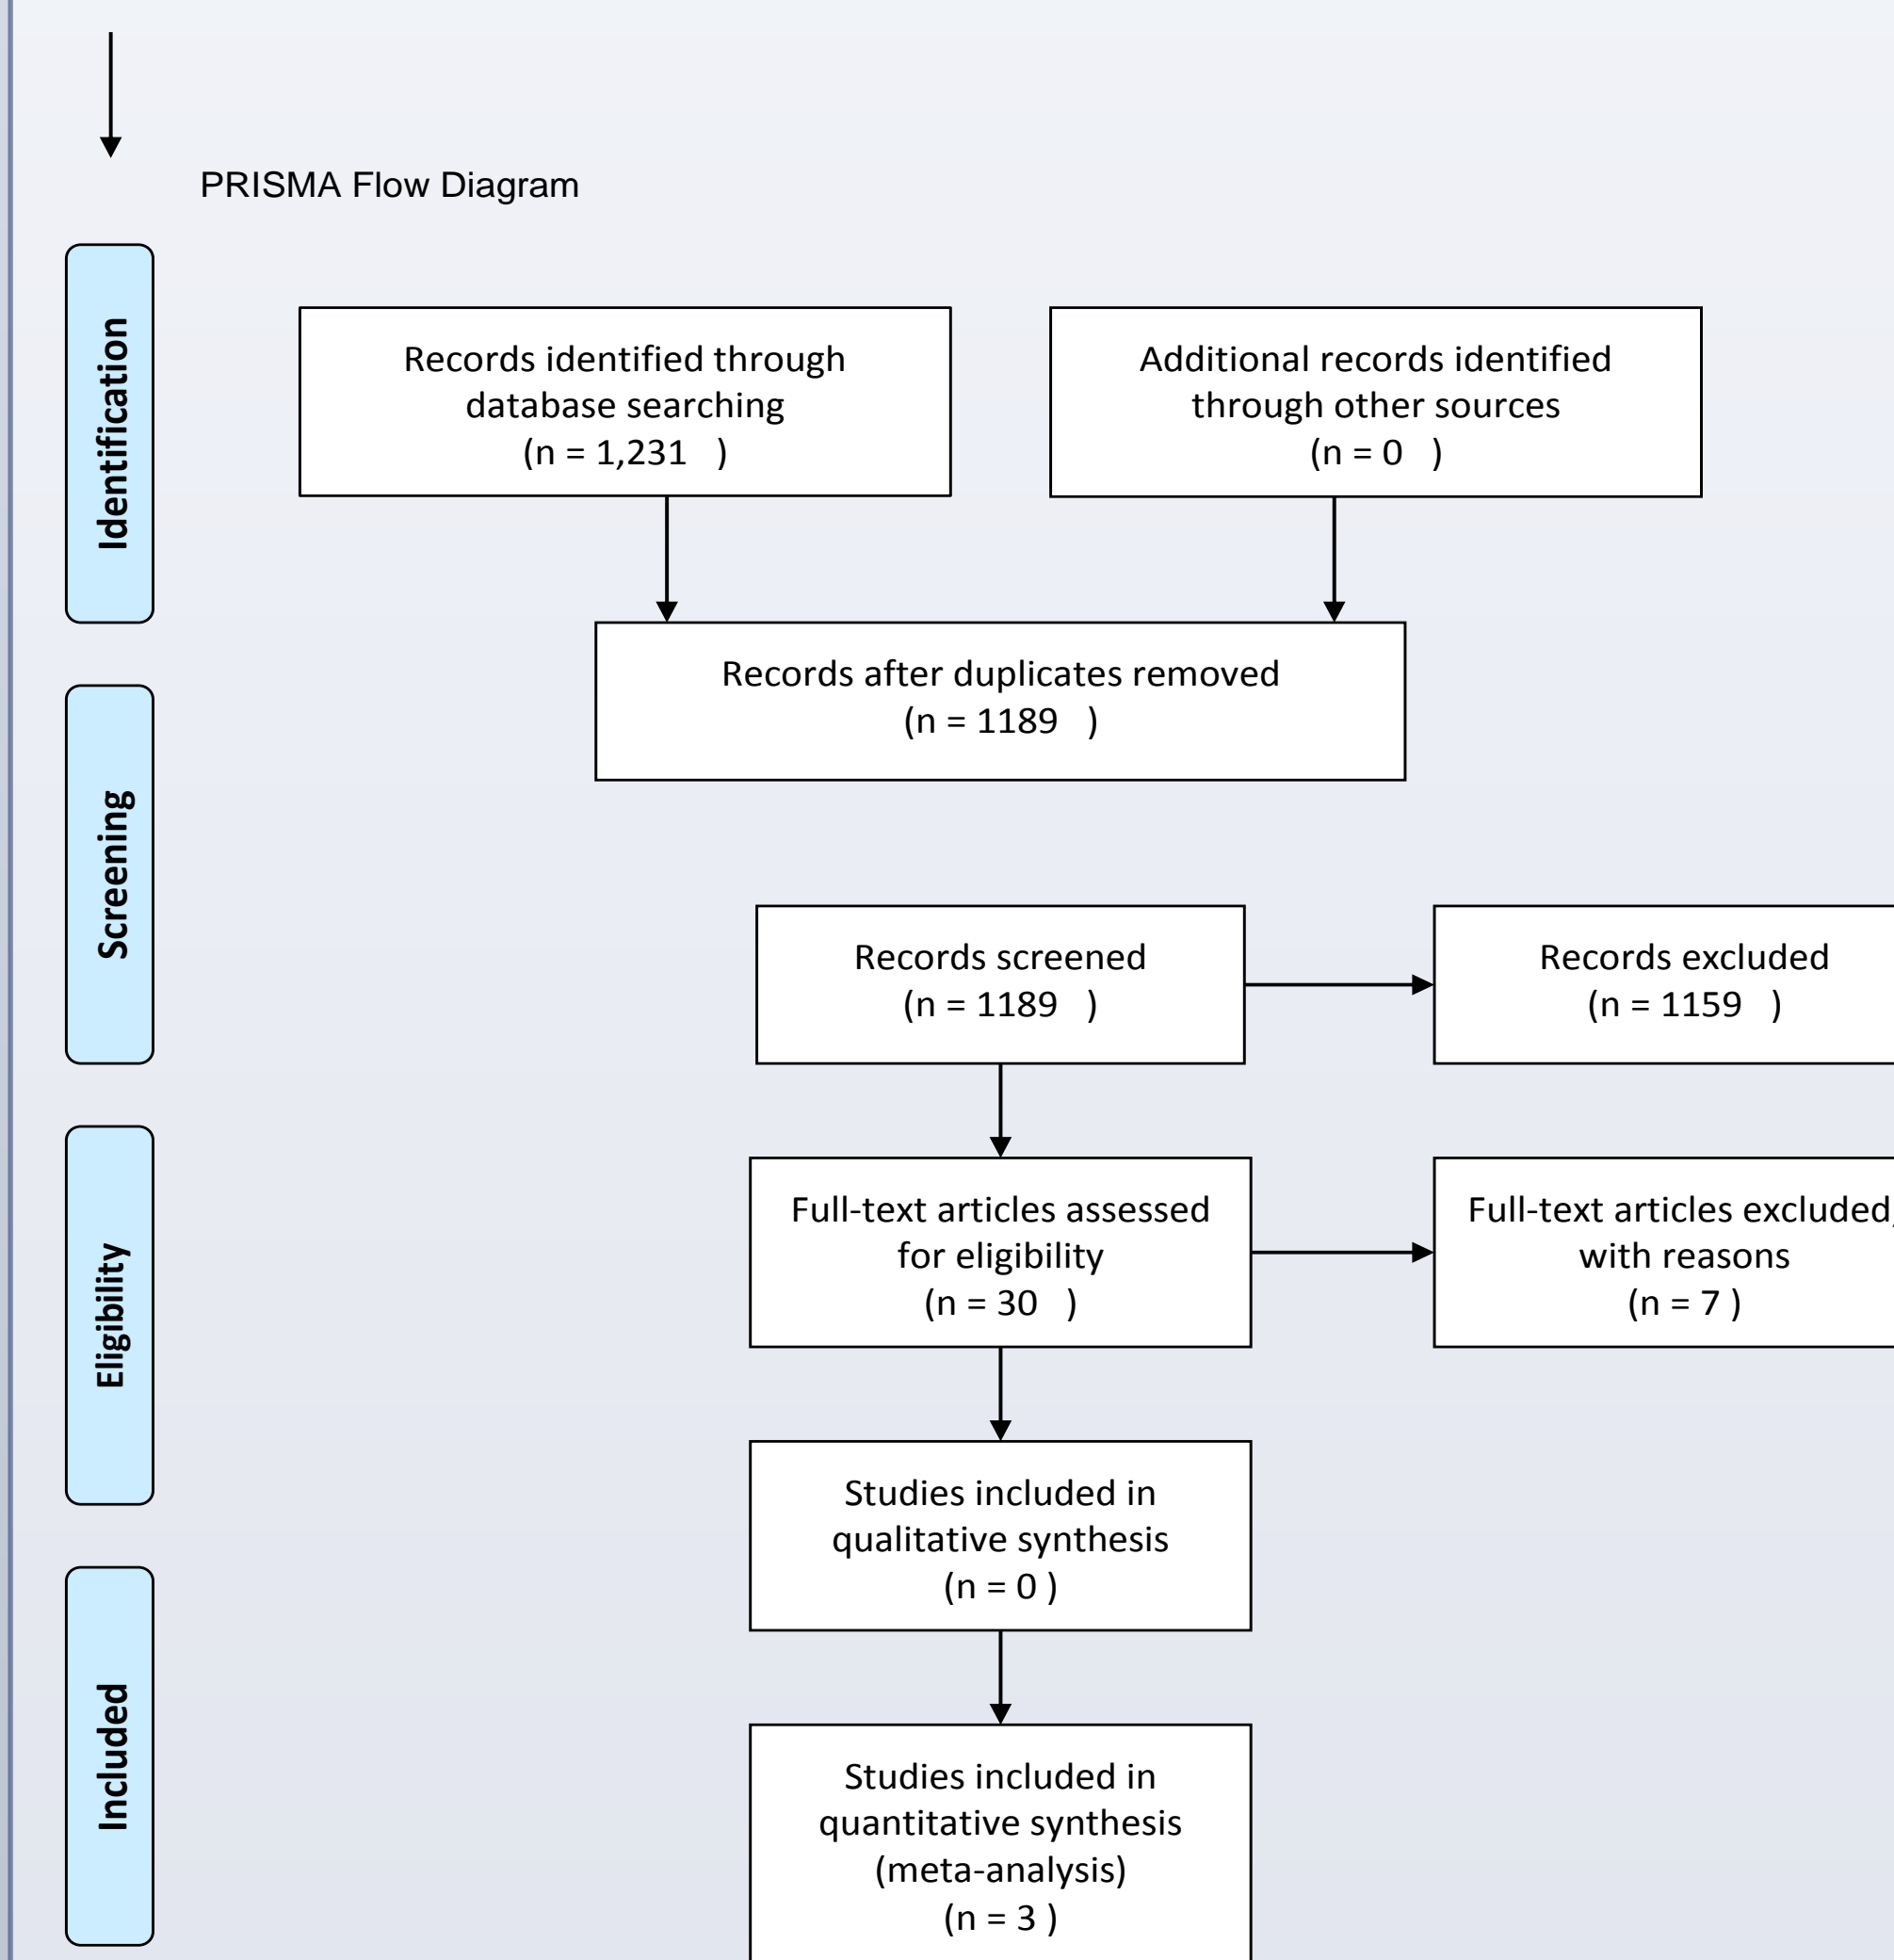 PRISMA Flow Diagram
Identification
Records identified through
database searching
(n = 1,231 )
Additional records identified
through other sources
(n = 0 )
Records after duplicates removed
(n = 1189 )
Screening
Records screened
(n = 1189 )
Records excluded
(n = 1159 )
Eligibility
Full-text articles assessed
for eligibility
(n = 30 )
Full-text articles excluded,
with reasons
(n = 7 )
Studies included in
qualitative synthesis
(n = 0 )
Included
Studies included in
quantitative synthesis
(meta-analysis)
(n = 3 )